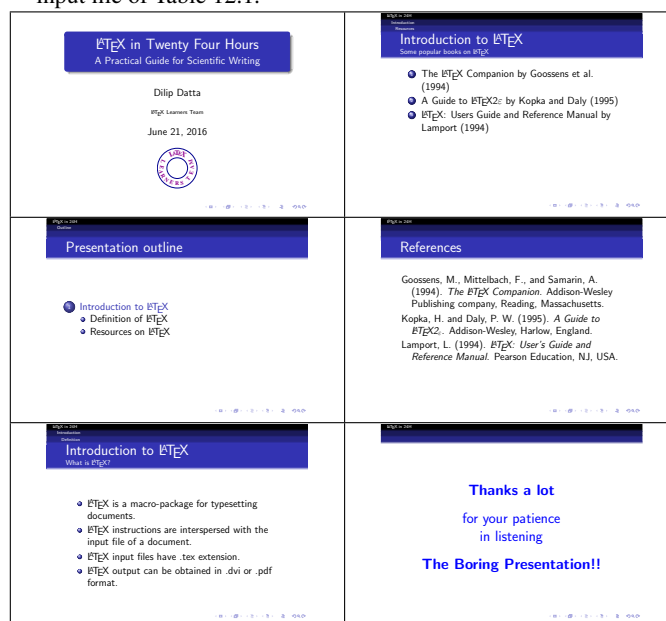 input file of Table 12.1.
LATEX in Twenty Four Hours
A Practical Guide for Scientific Writing
Dilip Datta
LATEX Learners Team
June 21, 2016
LATEX
LEARNERS TEAM
LATEX in 24H
Introduction
Resources
Introduction to LATEX
Some popular books on LATEX
1 The LATEX Companion by Goossens et al.
(1994)
2 A Guide to LATEX2ε by Kopka and Daly (1995)
3 LATEX: Users Guide and Reference Manual by
Lamport (1994)
LATEX in 24H
Outline
Presentation outline
1 Introduction to LATEX
Definition of LATEX
Resources on LATEX
LATEX in 24H
References
Goossens, M., Mittelbach, F., and Samarin, A.
(1994). The LATEX Companion. Addison-Wesley
Publishing company, Reading, Massachusetts.
Kopka, H. and Daly, P. W. (1995). A Guide to
LATEX2ε. Addison-Wesley, Harlow, England.
Lamport, L. (1994). LATEX: User's Guide and
Reference Manual. Pearson Education, NJ, USA.
LATEX in 24H
Introduction
Definition
Introduction to LATEX
What is LATEX?
LATEX is a macro-package for typesetting
documents.
LATEX instructions are interspersed with the
input file of a document.
LATEX input files have .tex extension.
LATEX output can be obtained in .dvi or .pdf
format.
LATEX in 24H
Thanks a lot
for your patience
in listening
The Boring Presentation!!